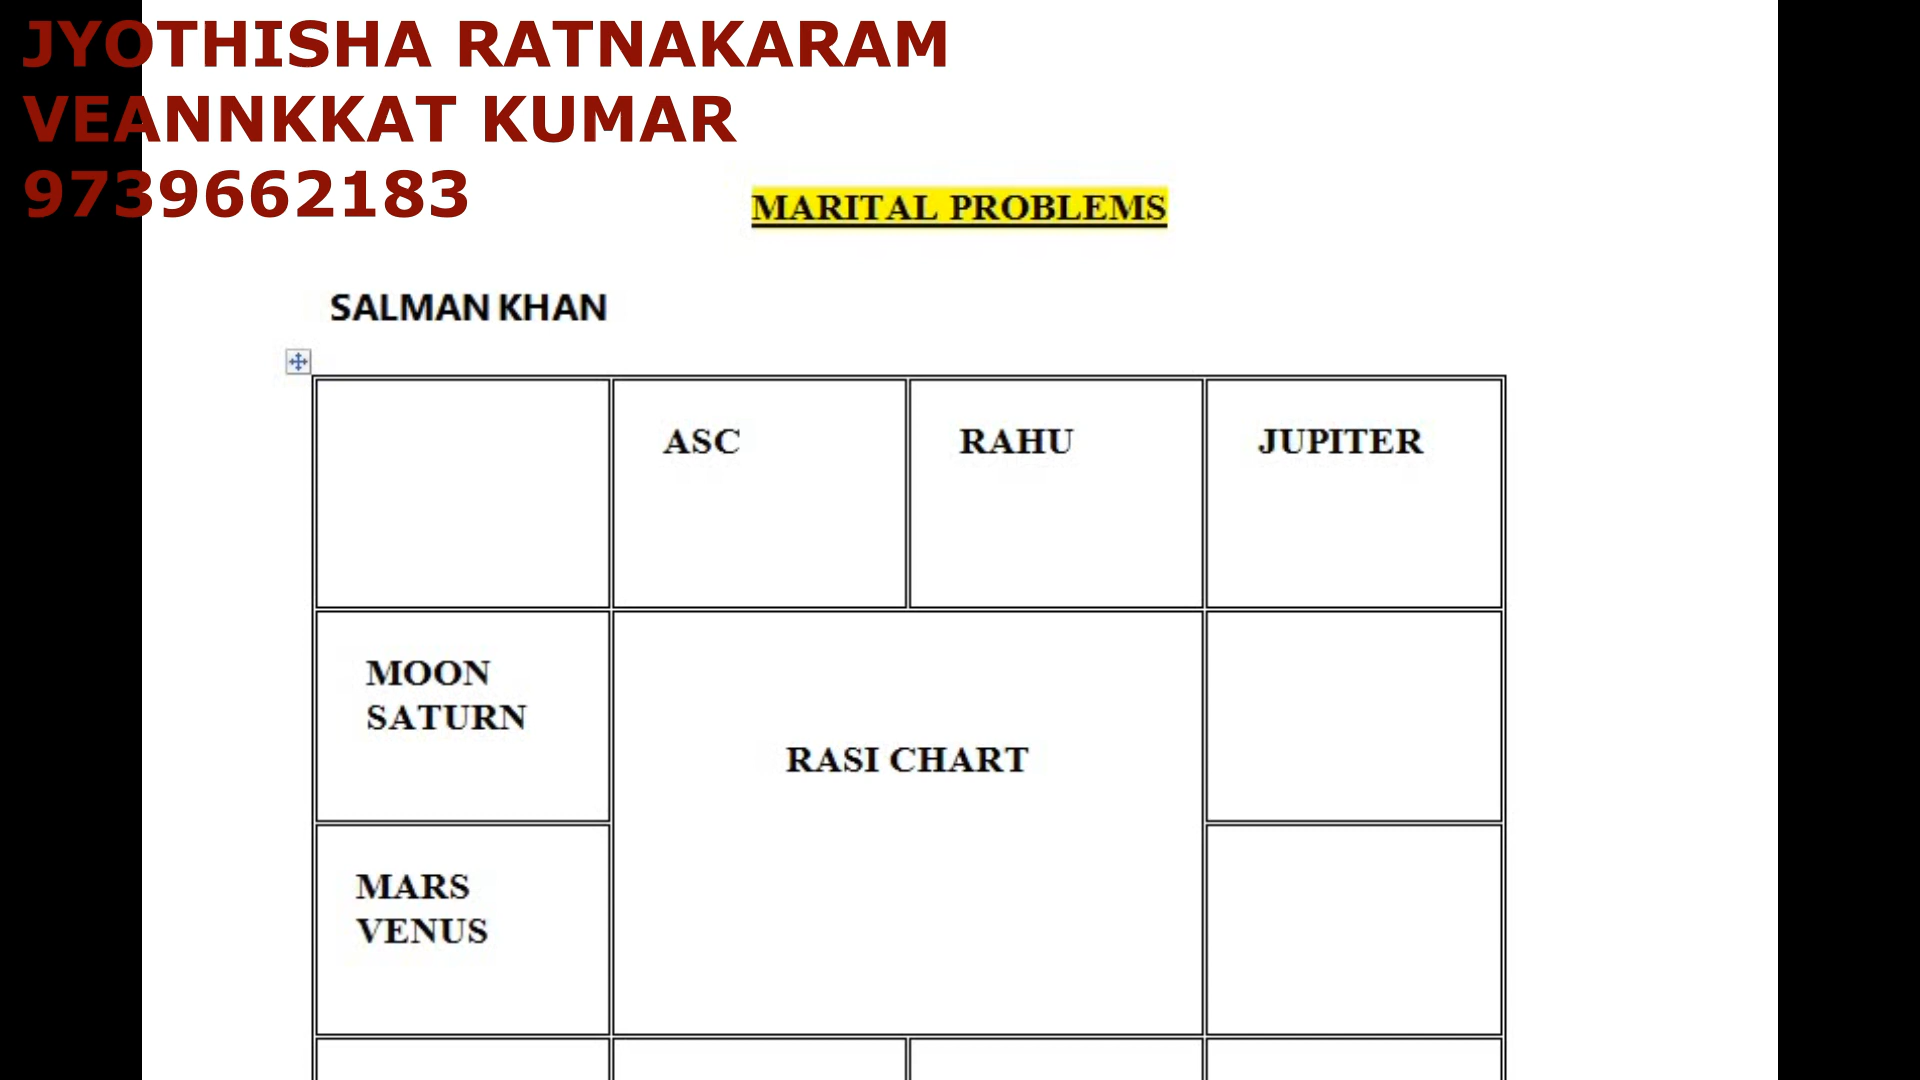 JYOTHISHA RATNAKARAM
VEANNKKAT KUMAR
9739662183
MARITAL PROBLEMS
SALMAN KHAN
ASC
RAHU
JUPITER
MOON
SATURN
RASI CHART
MARS
VENUS